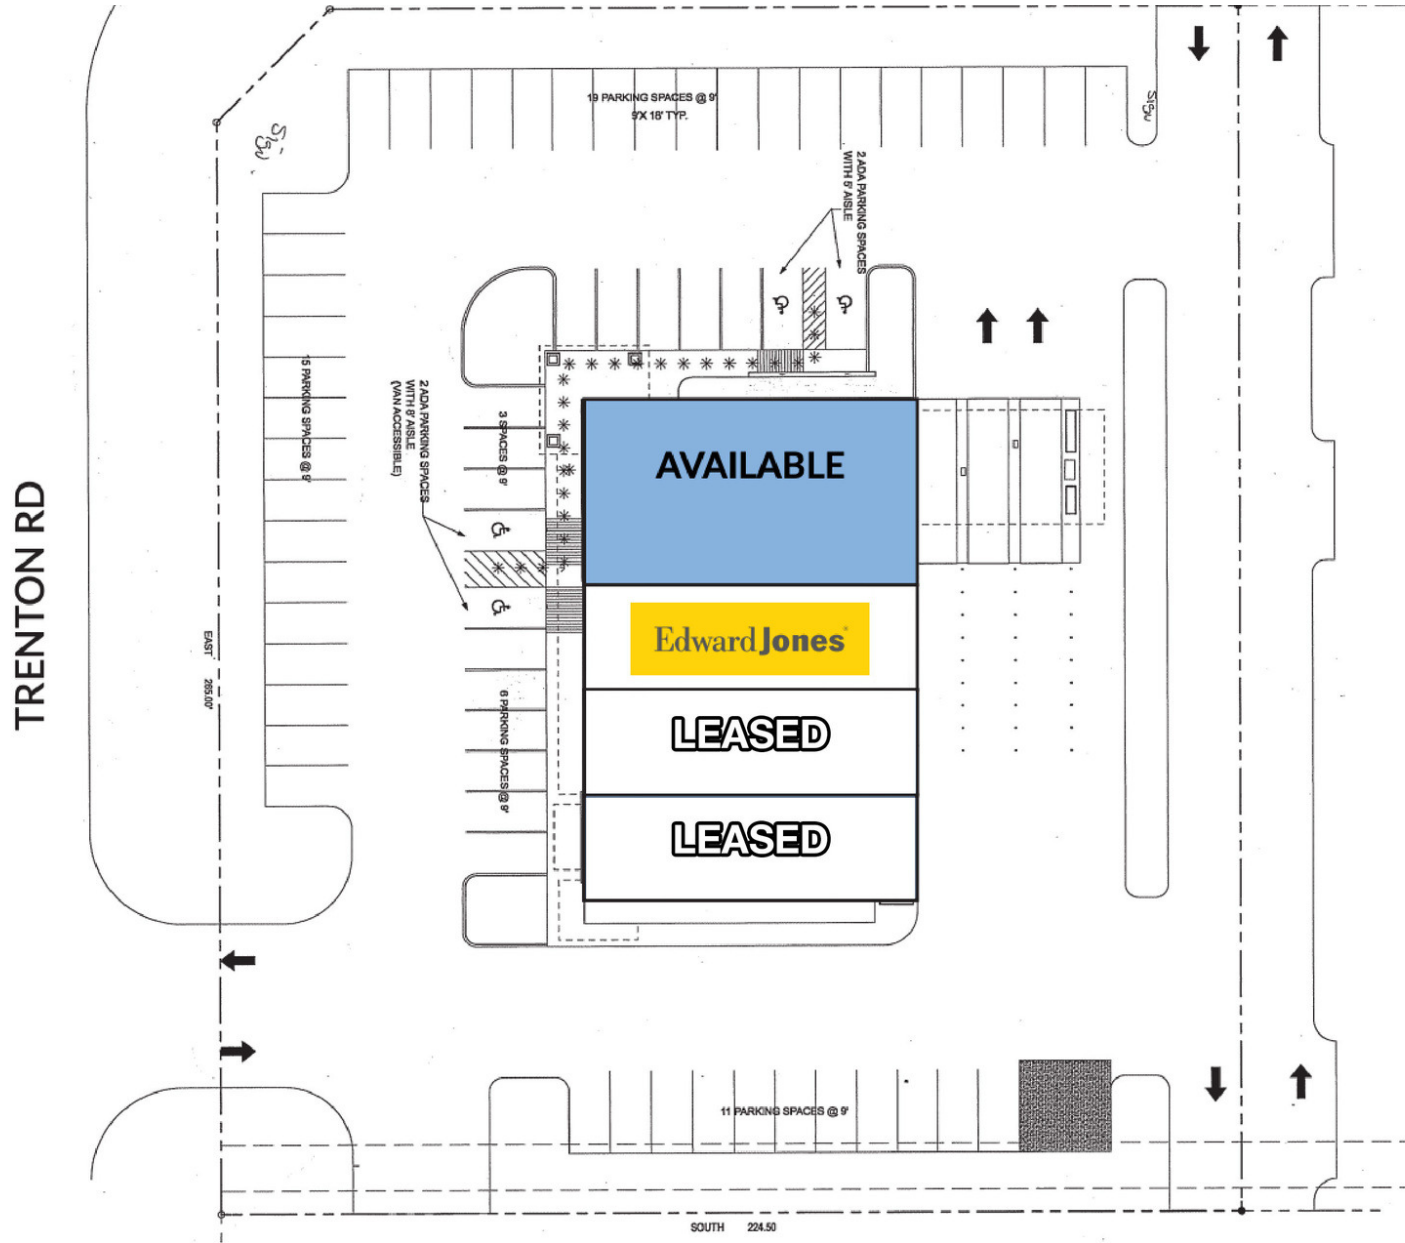 19 PARKING SPACES @ 9'
9'X 18' TYP.
Sign
Sign
2 ADA PARKING SPACES
WITH 5' AISLE
15 PARKING SPACES @ 9'
2 ADA PARKING SPACES
WITH 8' AISLE
(VAN ACCESSIBLE)
3 SPACES @ 9'
AVAILABLE
TRENTON RD
EAST 265.00'
Edward Jones
6 PARKING SPACES @ 9'
LEASED
LEASED
11 PARKING SPACES @ 9'
SOUTH 224.50